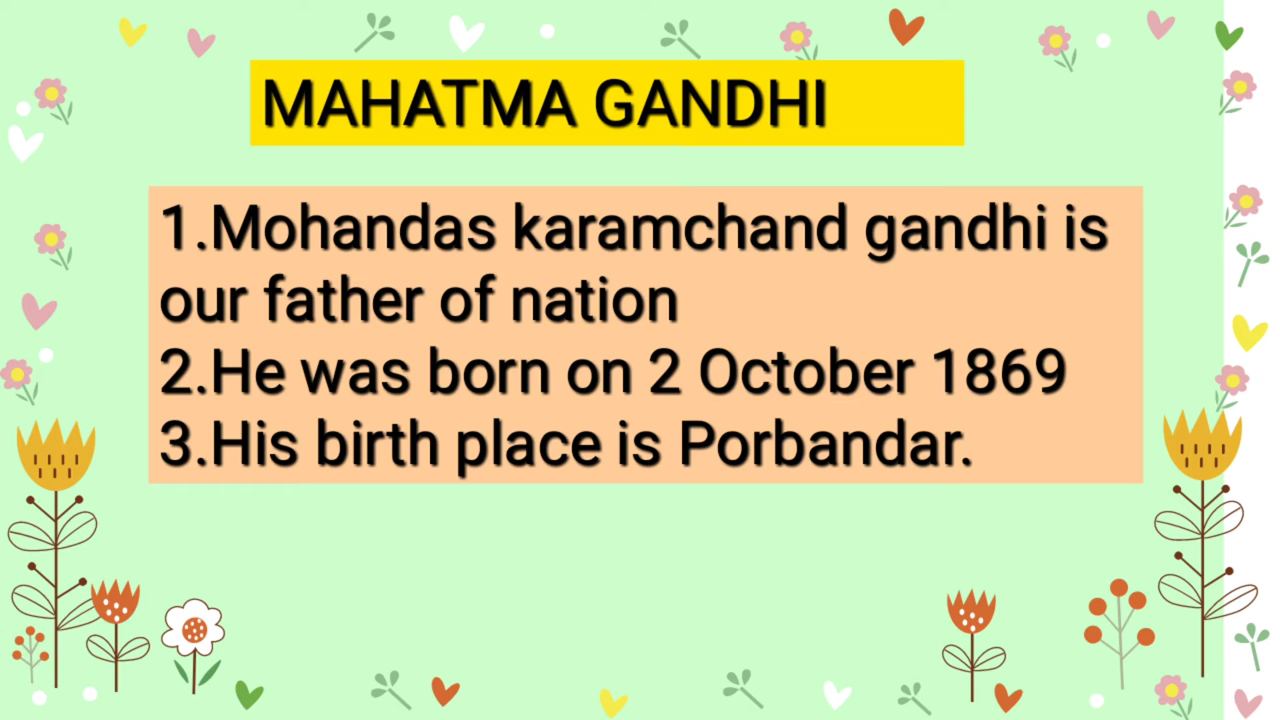 MAHATMA GANDHI
1.Mohandas karamchand gandhi is
our father of nation
2.He was born on 2 October 1869
3.His birth place is Porbandar.